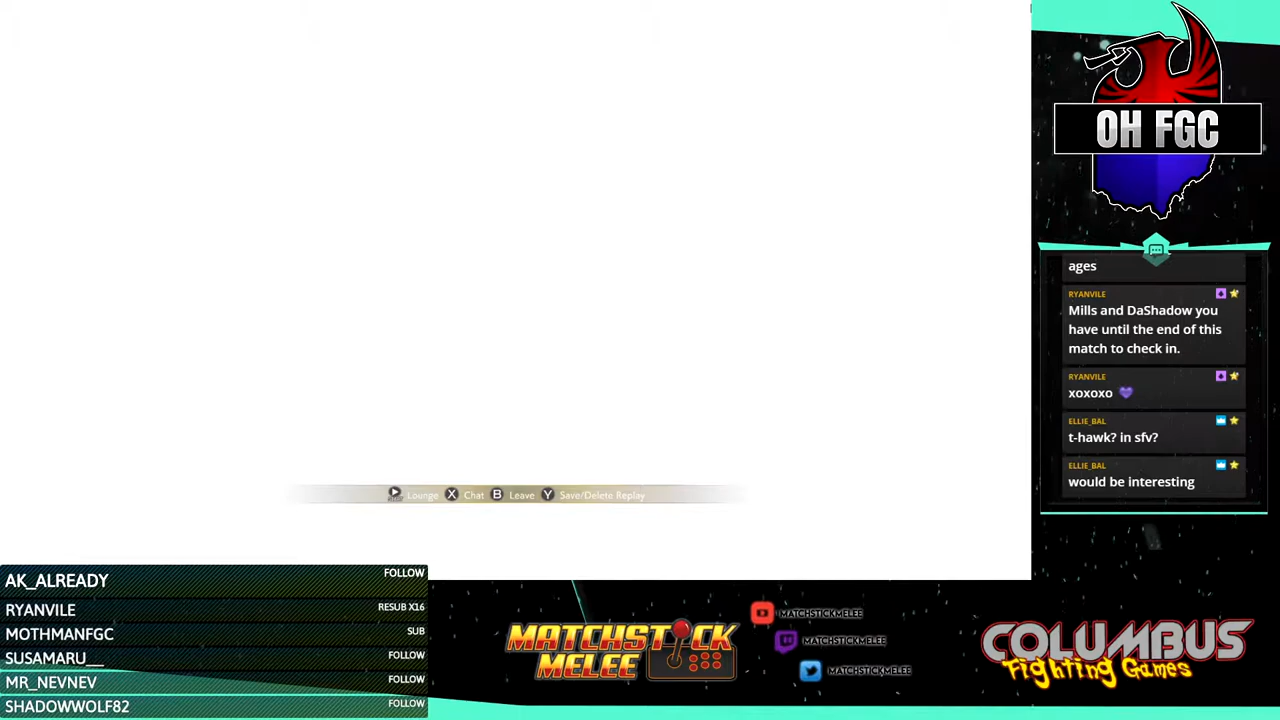 OH FGC
ages
RYANVILE
Mills and DaShadow you
have until the end of this
match to check in.
RYANVILE
xoxoxo
ELLIE_BAL
t-hawk? in sfv?
ELLIE_BAL
would be interesting
Lounge X Chat B Leave Y Save/Delete Replay
AK_ALREADY FOLLOW
RYANVILE RESUB X16
MOTHMANFGC SUB
SUSAMARU__ FOLLOW
MR_NEVNEV FOLLOW
SHADOWWOLF82 FOLLOW
MATCHSTICK
MELEE
MATCHSTICKMELEE
MATCHSTICKMELEE
MATCHSTICKMELEE
COLUMBUS
Fighting Games